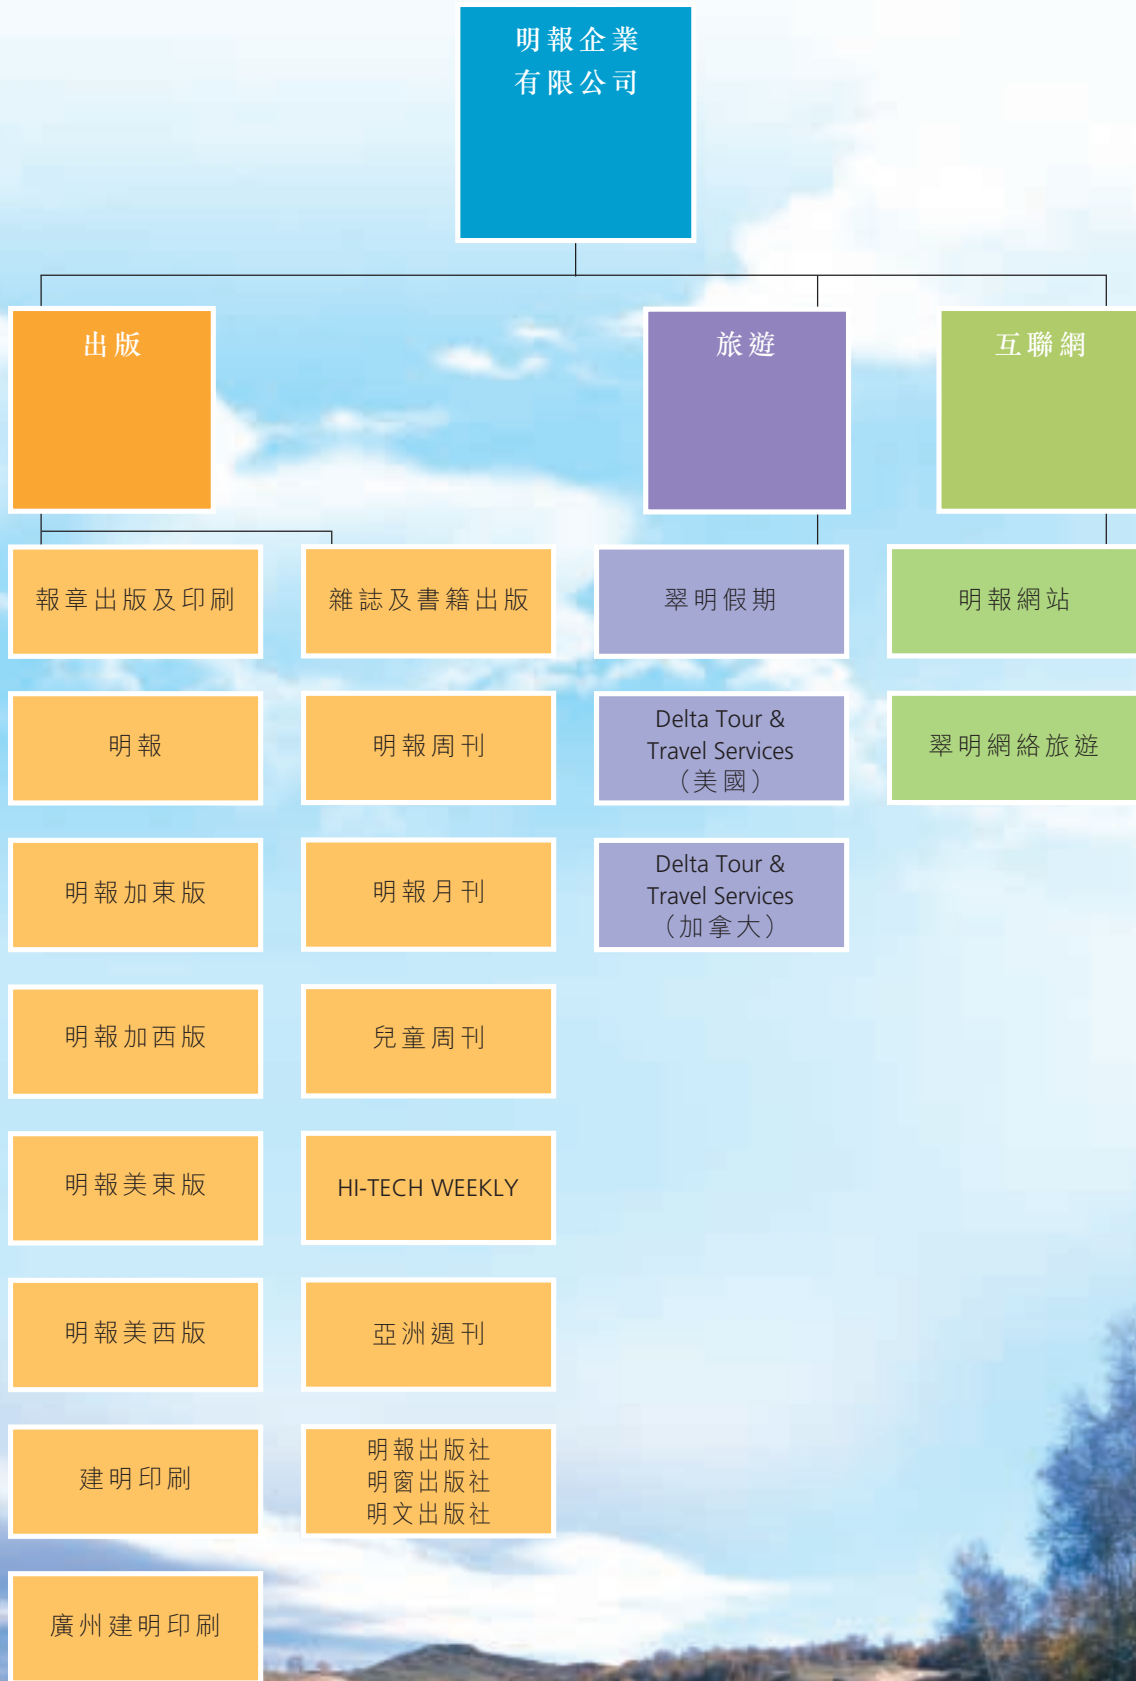 明報企業
有限公司
出版
旅遊
互聯網
報章出版及印刷
雜誌及書籍出版
翠明假期
明報網站
明報
明報周刊
Delta Tour &
Travel Services
（美國）
翠明網絡旅遊
明報加東版
明報月刊
Delta Tour &
Travel Services
（加拿大）
明報加西版
兒童周刊
明報美東版
HI-TECH WEEKLY
明報美西版
亞洲週刊
建明印刷
明報出版社
明窗出版社
明文出版社
廣州建明印刷